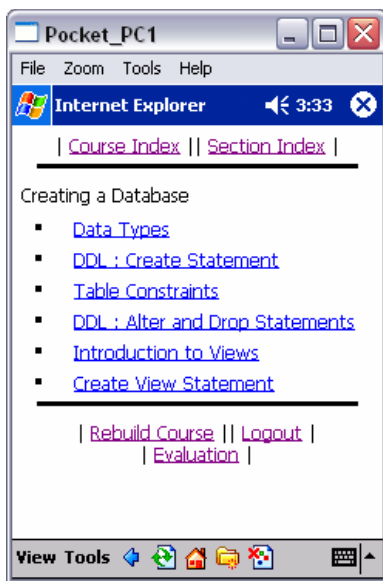 Pocket_PC1
File Zoom Tools Help
Internet Explorer 3:33
| Course Index || Section Index |
Creating a Database
▪ Data Types
▪ DDL : Create Statement
▪ Table Constraints
▪ DDL : Alter and Drop Statements
▪ Introduction to Views
▪ Create View Statement
| Rebuild Course || Logout |
| Evaluation |
View Tools